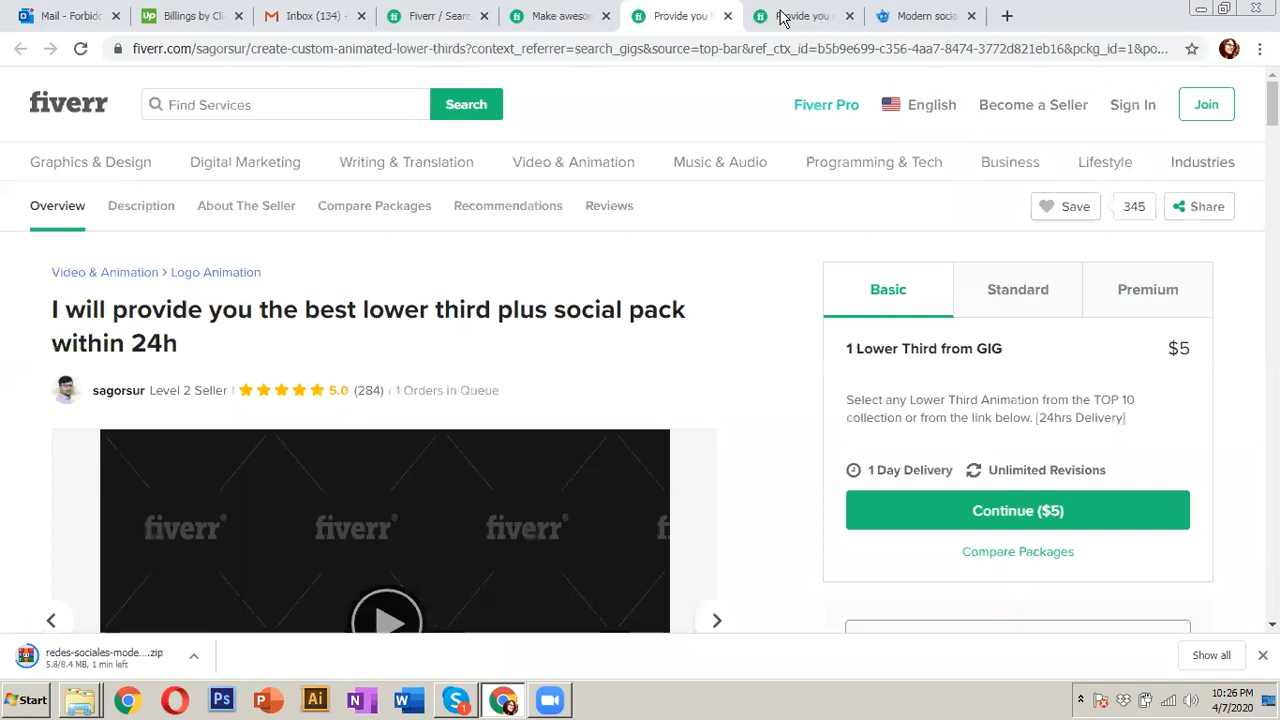 Mail - Forbid
Billings by Cl
Inbox (134) -
Fiverr / Sear
Make aweso
Provide you
Provide you
Modern soci
fiverr.com/sagorsur/create-custom-animated-lower-thirds?context_referrer=search_gigs&source=top-bar&ref_ctx_id=b5b9e699-c356-4aa7-8474-3772d821eb16&pckg_id=1&po...
fiverr
Find Services
Search
Fiverr Pro
English
Become a Seller
Sign In
Join
Graphics & Design
Digital Marketing
Writing & Translation
Video & Animation
Music & Audio
Programming & Tech
Business
Lifestyle
Industries
Overview
Description
About The Seller
Compare Packages
Recommendations
Reviews
Save
345
Share
Video & Animation > Logo Animation
I will provide you the best lower third plus social pack
within 24h
sagorsur Level 2 Seller 5.0 (284) 1 Orders in Queue
Basic
Standard
Premium
1 Lower Third from GIG $5
Select any Lower Third Animation from the TOP 10
collection or from the link below. [24hrs Delivery]
1 Day Delivery
Unlimited Revisions
Continue ($5)
Compare Packages
fiverr®
fiverr®
fiverr®
redes-sociales-mode....zip
5.8/8.4 MB, 1 min left
Show all
Start
Ps
Ai
N
W
S
1
10:26 PM
4/7/2020